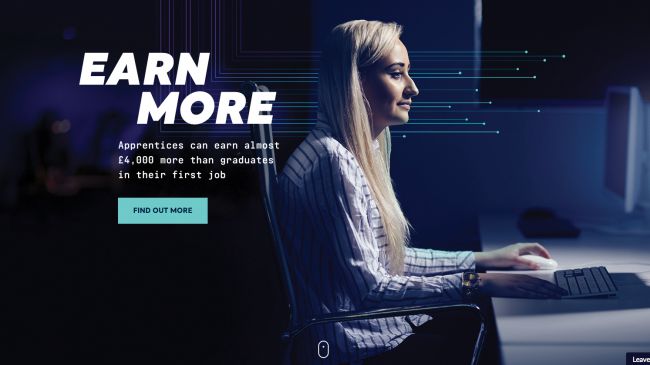 EARN
MORE
Apprentices can earn almost
£4,000 more than graduates
in their first job
FIND OUT MORE
Leave